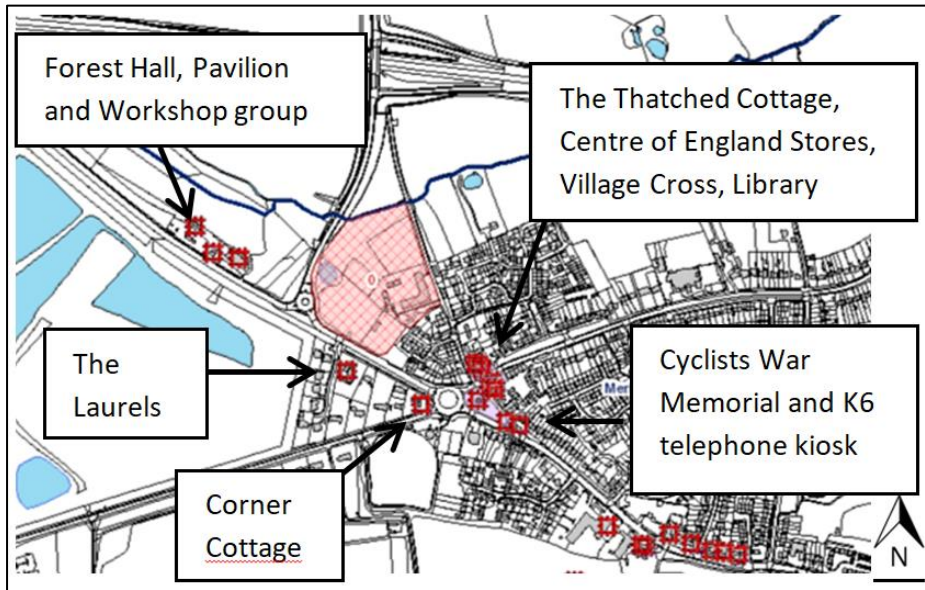 Forest Hall, Pavilion
and Workshop group
The Thatched Cottage,
Centre of England Stores,
Village Cross, Library
The
Laurels
Cyclists War
Memorial and K6
telephone kiosk
Corner
Cottage
N